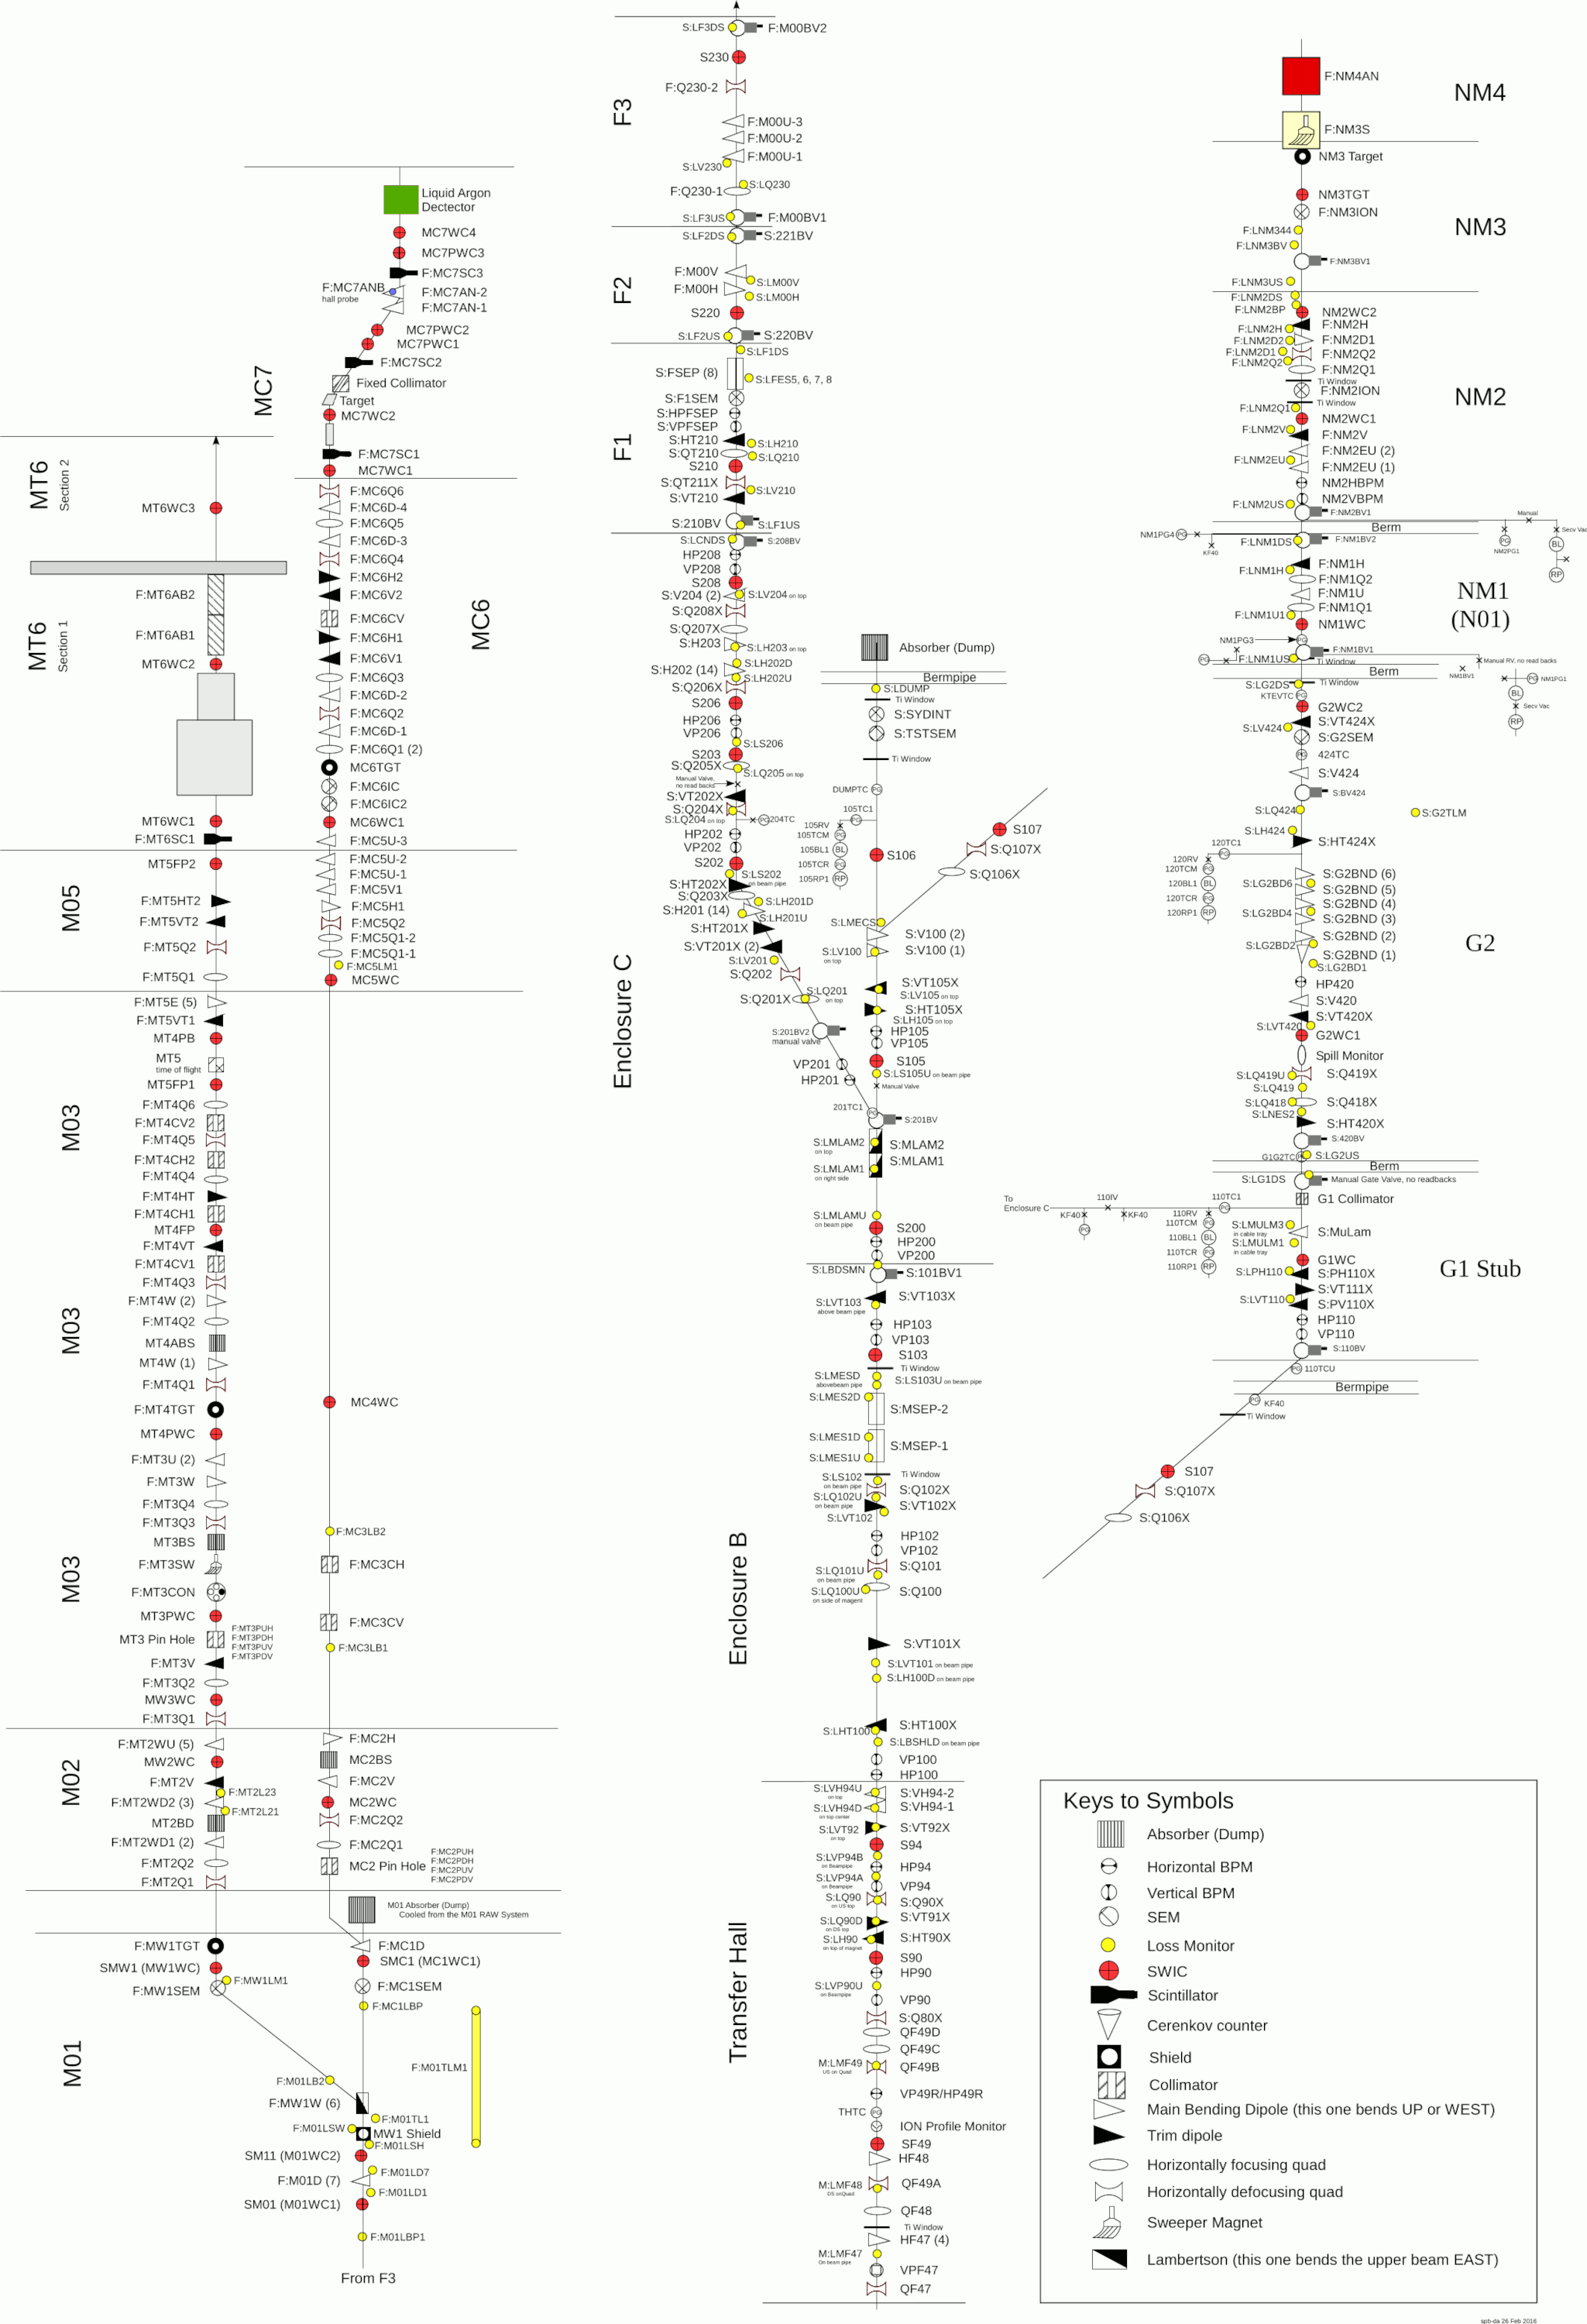 Liquid Argon
Dectector
MC7WC4
MC7PWC3
F:MC7SC3
F:MC7ANB
hall probe
F:MC7AN-2
F:MC7AN-1
MC7PWC2
MC7PWC1
F:MC7SC2
Fixed Collimator
Target
MC7WC2
F:MC7SC1
MC7WC1
MC7
F:MC6Q6
F:MC6D-4
F:MC6Q5
F:MC6D-3
F:MC6Q4
F:MC6H2
F:MC6V2
F:MC6CV
F:MC6H1
F:MC6V1
F:MC6Q3
F:MC6D-2
F:MC6Q2
F:MC6D-1
F:MC6Q1 (2)
MC6TGT
F:MC6IC
F:MC6IC2
MC6WC1
F:MC5U-3
MC6
F:MC5U-2
F:MC5U-1
F:MC5V1
F:MC5H1
F:MC5Q2
F:MC5Q1-2
F:MC5Q1-1
F:MC5LM1
MC5WC
MC4WC
F:MC3LB2
F:MC3CH
F:MC3CV
F:MC3LB1
F:MC2H
MC2BS
F:MC2V
MC2WC
F:MC2Q2
F:MC2Q1
MC2 Pin Hole
F:MC2PUH
F:MC2PDH
F:MC2PUV
F:MC2PDV
M01 Absorber (Dump)
Cooled from the M01 RAW System
F:MC1D
SMC1 (MC1WC1)
F:MC1SEM
F:MC1LBP
F:M01TLM1
F:M01LB2
F:MW1W (6)
F:M01TL1
F:M01LSW
MW1 Shield
F:M01LSH
SM11 (M01WC2)
F:M01LD7
F:M01D (7)
F:M01LD1
SM01 (M01WC1)
F:M01LBP1
From F3
MT6
Section 2
MT6WC3
F:MT6AB2
F:MT6AB1
MT6WC2
MT6
Section 1
MT6WC1
F:MT6SC1
M05
MT5FP2
F:MT5HT2
F:MT5VT2
F:MT5Q2
F:MT5Q1
F:MT5E (5)
F:MT5VT1
MT4PB
MT5
time of flight
MT5FP1
F:MT4Q6
F:MT4CV2
F:MT4Q5
F:MT4CH2
F:MT4Q4
F:MT4HT
F:MT4CH1
MT4FP
F:MT4VT
F:MT4CV1
F:MT4Q3
F:MT4W (2)
F:MT4Q2
MT4ABS
MT4W (1)
F:MT4Q1
F:MT4TGT
MT4PWC
F:MT3U (2)
F:MT3W
F:MT3Q4
F:MT3Q3
MT3BS
F:MT3SW
F:MT3CON
MT3PWC
MT3 Pin Hole
F:MT3PUH
F:MT3PDH
F:MT3PUV
F:MT3PDV
F:MT3V
F:MT3Q2
MW3WC
F:MT3Q1
M03
M03
M03
M02
F:MT2WU (5)
MW2WC
F:MT2V
F:MT2L23
F:MT2WD2 (3)
F:MT2L21
MT2BD
F:MT2WD1 (2)
F:MT2Q2
F:MT2Q1
F:MW1TGT
SMW1 (MW1WC)
F:MW1LM1
F:MW1SEM
M01
S:LF3DS
F:M00BV2
S230
F:Q230-2
F:M00U-3
F:M00U-2
F:M00U-1
S:LV230
S:LQ230
F:Q230-1
S:LF3US
F:M00BV1
F3
S:LF2DS
S:221BV
F:M00V
S:LM00V
F:M00H
S:LM00H
S220
S:LF2US
S:220BV
F2
S:LF1DS
S:FSEP (8)
S:LFES5, 6, 7, 8
S:F1SEM
S:HPFSEP
S:VPFSEP
S:HT210
S:LH210
S:QT210
S:LQ210
S210
S:QT211X
S:LV210
S:VT210
S:210BV
S:LF1US
F1
S:LCNDS
S:208BV
HP208
VP208
S208
S:V204 (2)
S:LV204 on top
S:Q208X
S:Q207X
S:H203
S:LH203 on top
S:LH202D
S:H202 (14)
S:LH202U
S:Q206X
S206
HP206
VP206
S:LS206
S203
S:Q205X
S:LQ205 on top
Manual Valve,
no read backs
S:VT202X
S:Q204X
S:LQ204 on top
PG
204TC
HP202
VP202
S202
S:LS202
on beam pipe
S:HT202X
S:Q203X
S:LH201D
S:H201 (14)
S:LH201U
S:HT201X
S:VT201X (2)
S:LV201
S:Q202
S:LQ201
on top
S:Q201X
S:201BV2
manual valve
VP201
HP201
Enclosure C
Absorber (Dump)
Bermpipe
S:LDUMP
Ti Window
S:SYDINT
S:TSTSEM
Ti Window
DUMPTC PG
105TC1
PG
105RV
105TCM PG
105BL1 BL
105TCR PG
105RP1 RP
S106
S107
S:Q107X
S:Q106X
S:LMECS
S:V100 (2)
S:LV100
on top
S:V100 (1)
S:VT105X
S:LV105 on top
S:HT105X
S:LH105 on top
HP105
VP105
S105
S:LS105U on beam pipe
Manual Valve
201TC1 PG
S:201BV
S:LMLAM2
on top
S:MLAM2
S:MLAM1
S:LMLAM1
on right side
S:LMLAMU
on beam pipe
S200
HP200
VP200
S:LBDSMN
S:101BV1
S:LVT103
above beam pipe
S:VT103X
HP103
VP103
S103
Ti Window
S:LMESD
abovebeam pipe
S:LS103U on beam pipe
S:LMES2D
S:MSEP-2
S:LMES1D
S:MSEP-1
S:LMES1U
S:LS102
on beam pipe
Ti Window
S:Q102X
S:LQ102U
on beam pipe
S:VT102X
S:LVT102
HP102
VP102
S:Q101
S:LQ101U
on beam pipe
S:LQ100U
on side of magent
S:Q100
S:VT101X
S:LVT101 on beam pipe
S:LH100D on beam pipe
S:HT100X
S:LHT100
S:LBSHLD on beam pipe
VP100
HP100
Enclosure B
S:LVH94U
on top
S:VH94-2
S:LVH94D
on top center
S:VH94-1
S:LVT92
on top
S:VT92X
S94
S:LVP94B
on Beampipe
HP94
S:LVP94A
on Beampipe
VP94
S:LQ90
on US top
S:Q90X
S:LQ90D
on DS top
S:VT91X
S:LH90
on top of magnet
S:HT90X
S90
HP90
S:LVP90U
on Beampipe
VP90
S:Q80X
QF49D
QF49C
M:LMF49
US on Quad
QF49B
VP49R/HP49R
THTC PG
ION Profile Monitor
SF49
HF48
M:LMF48
DS onQuad
QF49A
QF48
Ti Window
HF47 (4)
M:LMF47
On beam pipe
VPF47
QF47
Transfer Hall
F:NM4AN
NM4
F:NM3S
NM3 Target
NM3TGT
F:NM3ION
F:LNM344
F:LNM3BV
F:NM3BV1
F:LNM3US
NM3
F:LNM2DS
F:LNM2BP
NM2WC2
F:NM2H
F:LNM2H
F:NM2D1
F:LNM2D2
F:LNM2D1
F:NM2Q2
F:LNM2Q2
F:NM2Q1
Ti Window
F:NM2ION
Ti Window
F:LNM2Q1
NM2WC1
F:LNM2V
F:NM2V
F:NM2EU (2)
F:LNM2EU
F:NM2EU (1)
NM2HBPM
NM2VBPM
F:LNM2US
F:NM2BV1
NM2
Manual
Berm
NM1PG4 PG
KF40
PG
NM2PG1
Secv Vac
BL
RP
F:LNM1DS
F:NM1BV2
F:NM1H
F:LNM1H
F:NM1Q2
F:NM1U
F:NM1Q1
F:LNM1U1
NM1WC
NM1PG3 PG
F:NM1BV1
PG
F:LNM1US
Ti Window
NM1
(N01)
Manual RV, no read backs
NM1BV1
PG NM1PG1
BL
Secv Vac
RP
Berm
S:LG2DS
Ti Window
KTEVTC PG
G2WC2
S:VT424X
S:LV424
S:G2SEM
PG
424TC
S:V424
S:BV424
S:LQ424
S:G2TLM
S:LH424
S:HT424X
120TC1
PG
120RV
120TCM PG
120BL1 BL
120TCR PG
120RP1 RP
S:G2BND (6)
S:LG2BD6
S:G2BND (5)
S:G2BND (4)
S:LG2BD4
S:G2BND (3)
S:G2BND (2)
S:LG2BD2
S:G2BND (1)
S:LG2BD1
HP420
S:V420
S:VT420X
S:LVT420
G2WC1
Spill Monitor
S:LQ419U
S:Q419X
S:LQ419
S:LQ418
S:Q418X
S:LNES2
S:HT420X
S:420BV
G1G2TC
S:LG2US
G2
Berm
S:LG1DS
Manual Gate Valve, no readbacks
G1 Collimator
To
Enclosure C
110IV
KF40
KF40
PG
110TC1
PG
110RV
110TCM PG
110BL1 BL
110TCR PG
110RP1 RP
S:LMULM3
in cable tray
S:MuLam
S:LMULM1
in cable tray
G1WC
S:LPH110
S:PH110X
S:VT111X
S:LVT110
S:PV110X
HP110
VP110
S:110BV
G1 Stub
PG 110TCU
Bermpipe
PG
KF40
Ti Window
S107
S:Q107X
S:Q106X
Keys to Symbols
Absorber (Dump)
Horizontal BPM
Vertical BPM
SEM
Loss Monitor
SWIC
Scintillator
Cerenkov counter
Shield
Collimator
Main Bending Dipole (this one bends UP or WEST)
Trim dipole
Horizontally focusing quad
Horizontally defocusing quad
Sweeper Magnet
Lambertson (this one bends the upper beam EAST)
spb-da 26 Feb 2016